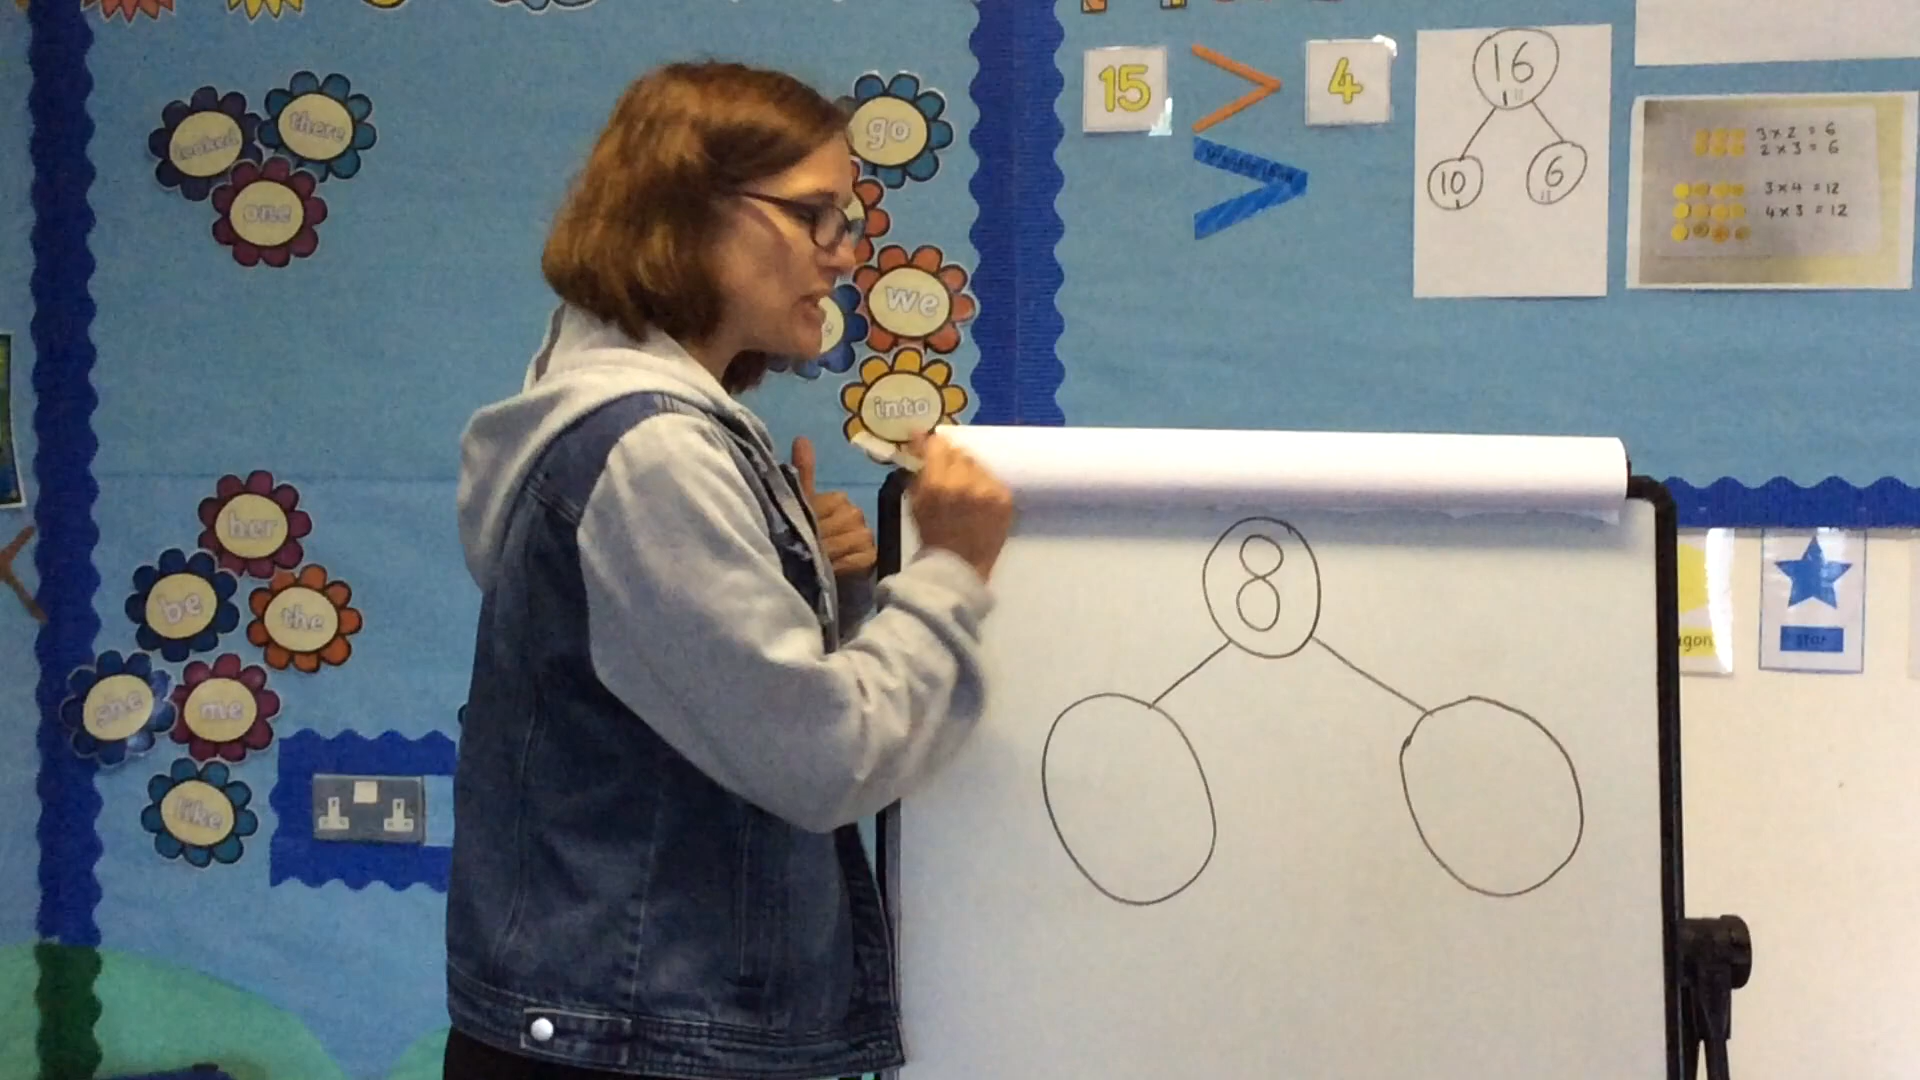 looked
there
one
go
we
into
her
be
the
she
me
like
15 > 4
16
10
6
3 x 2 = 6
2 x 3 = 6
3 x 4 = 12
4 x 3 = 12
8
star